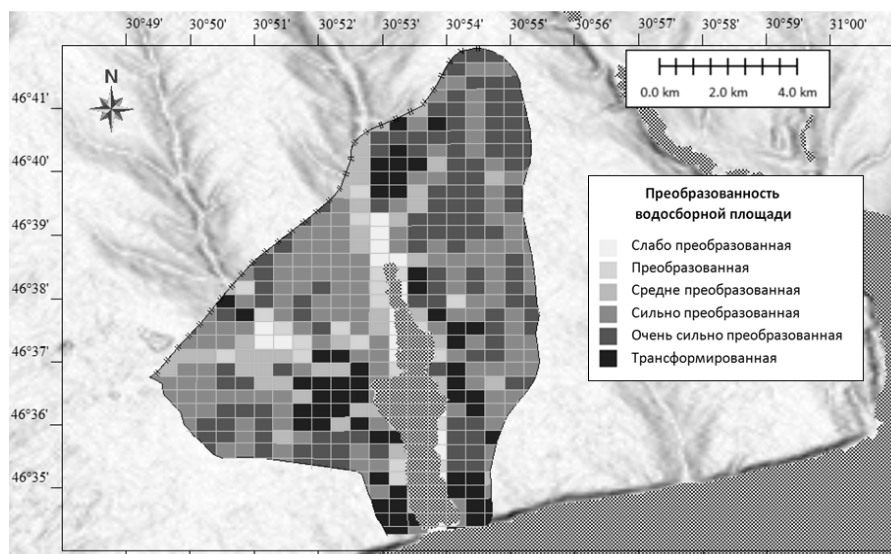 30°49' 30°50' 30°51' 30°52' 30°53' 30°54' 30°55' 30°56' 30°57' 30°58' 30°59' 31°00'
N
0.0 km 2.0 km 4.0 km
46°41'
46°40'
46°39'
46°38'
46°37'
46°36'
46°35'
Преобразованность
водосборной площади
Слабо преобразованная
Преобразованная
Средне преобразованная
Сильно преобразованная
Очень сильно преобразованная
Трансформированная